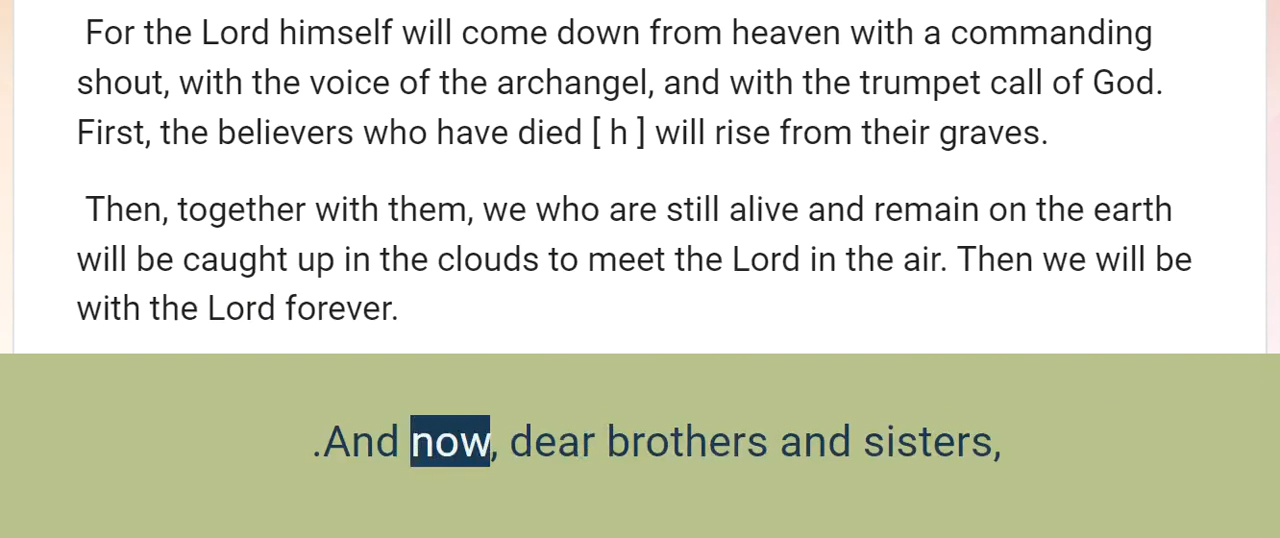 For the Lord himself will come down from heaven with a commanding
shout, with the voice of the archangel, and with the trumpet call of God.
First, the believers who have died [ h ] will rise from their graves.
Then, together with them, we who are still alive and remain on the earth
will be caught up in the clouds to meet the Lord in the air. Then we will be
with the Lord forever.
.And now, dear brothers and sisters,